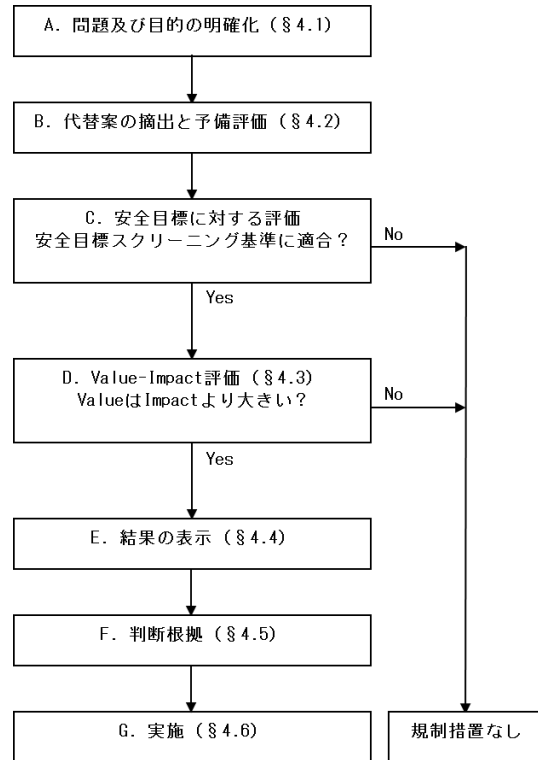 A. 問題及び目的の明確化 (§4.1)
B. 代替案の摘出と予備評価 (§4.2)
C. 安全目標に対する評価
安全目標スクリーニング基準に適合?
No
Yes
D. Value-Impact評価 (§4.3)
ValueはImpactより大きい?
No
Yes
E. 結果の表示 (§4.4)
F. 判断根拠 (§4.5)
G. 実施 (§4.6)
規制措置なし